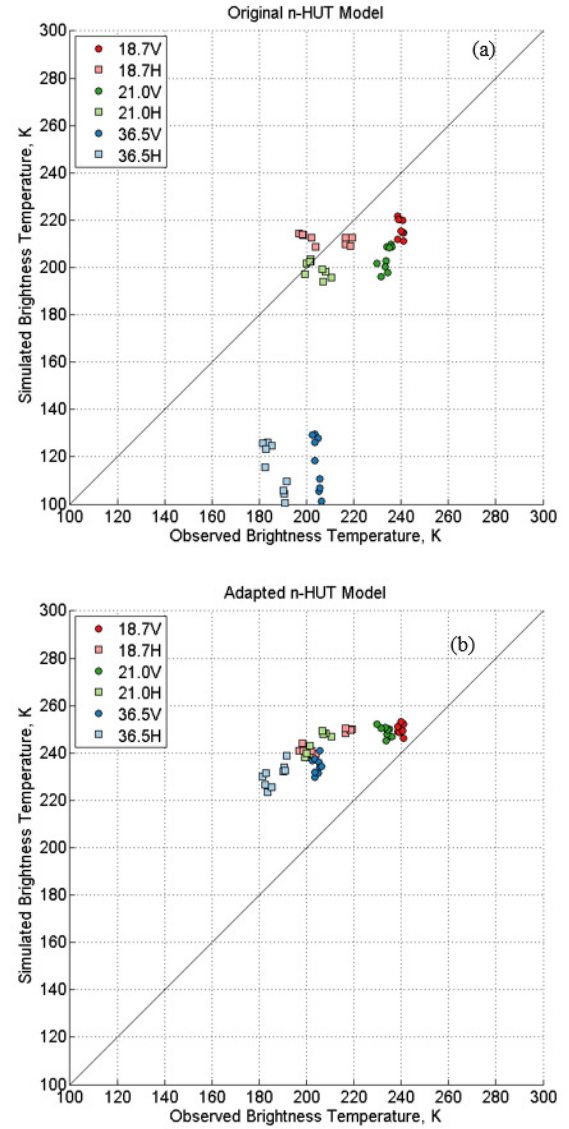 Original n-HUT Model
300
280
260
240
220
200
180
160
140
120
100
18.7V
18.7H
21.0V
21.0H
36.5V
36.5H
(a)
Simulated Brightness Temperature, K
100 120 140 160 180 200 220 240 260 280 300
Observed Brightness Temperature, K
Adapted n-HUT Model
300
280
260
240
220
200
180
160
140
120
100
18.7V
18.7H
21.0V
21.0H
36.5V
36.5H
(b)
Simulated Brightness Temperature, K
100 120 140 160 180 200 220 240 260 280 300
Observed Brightness Temperature, K